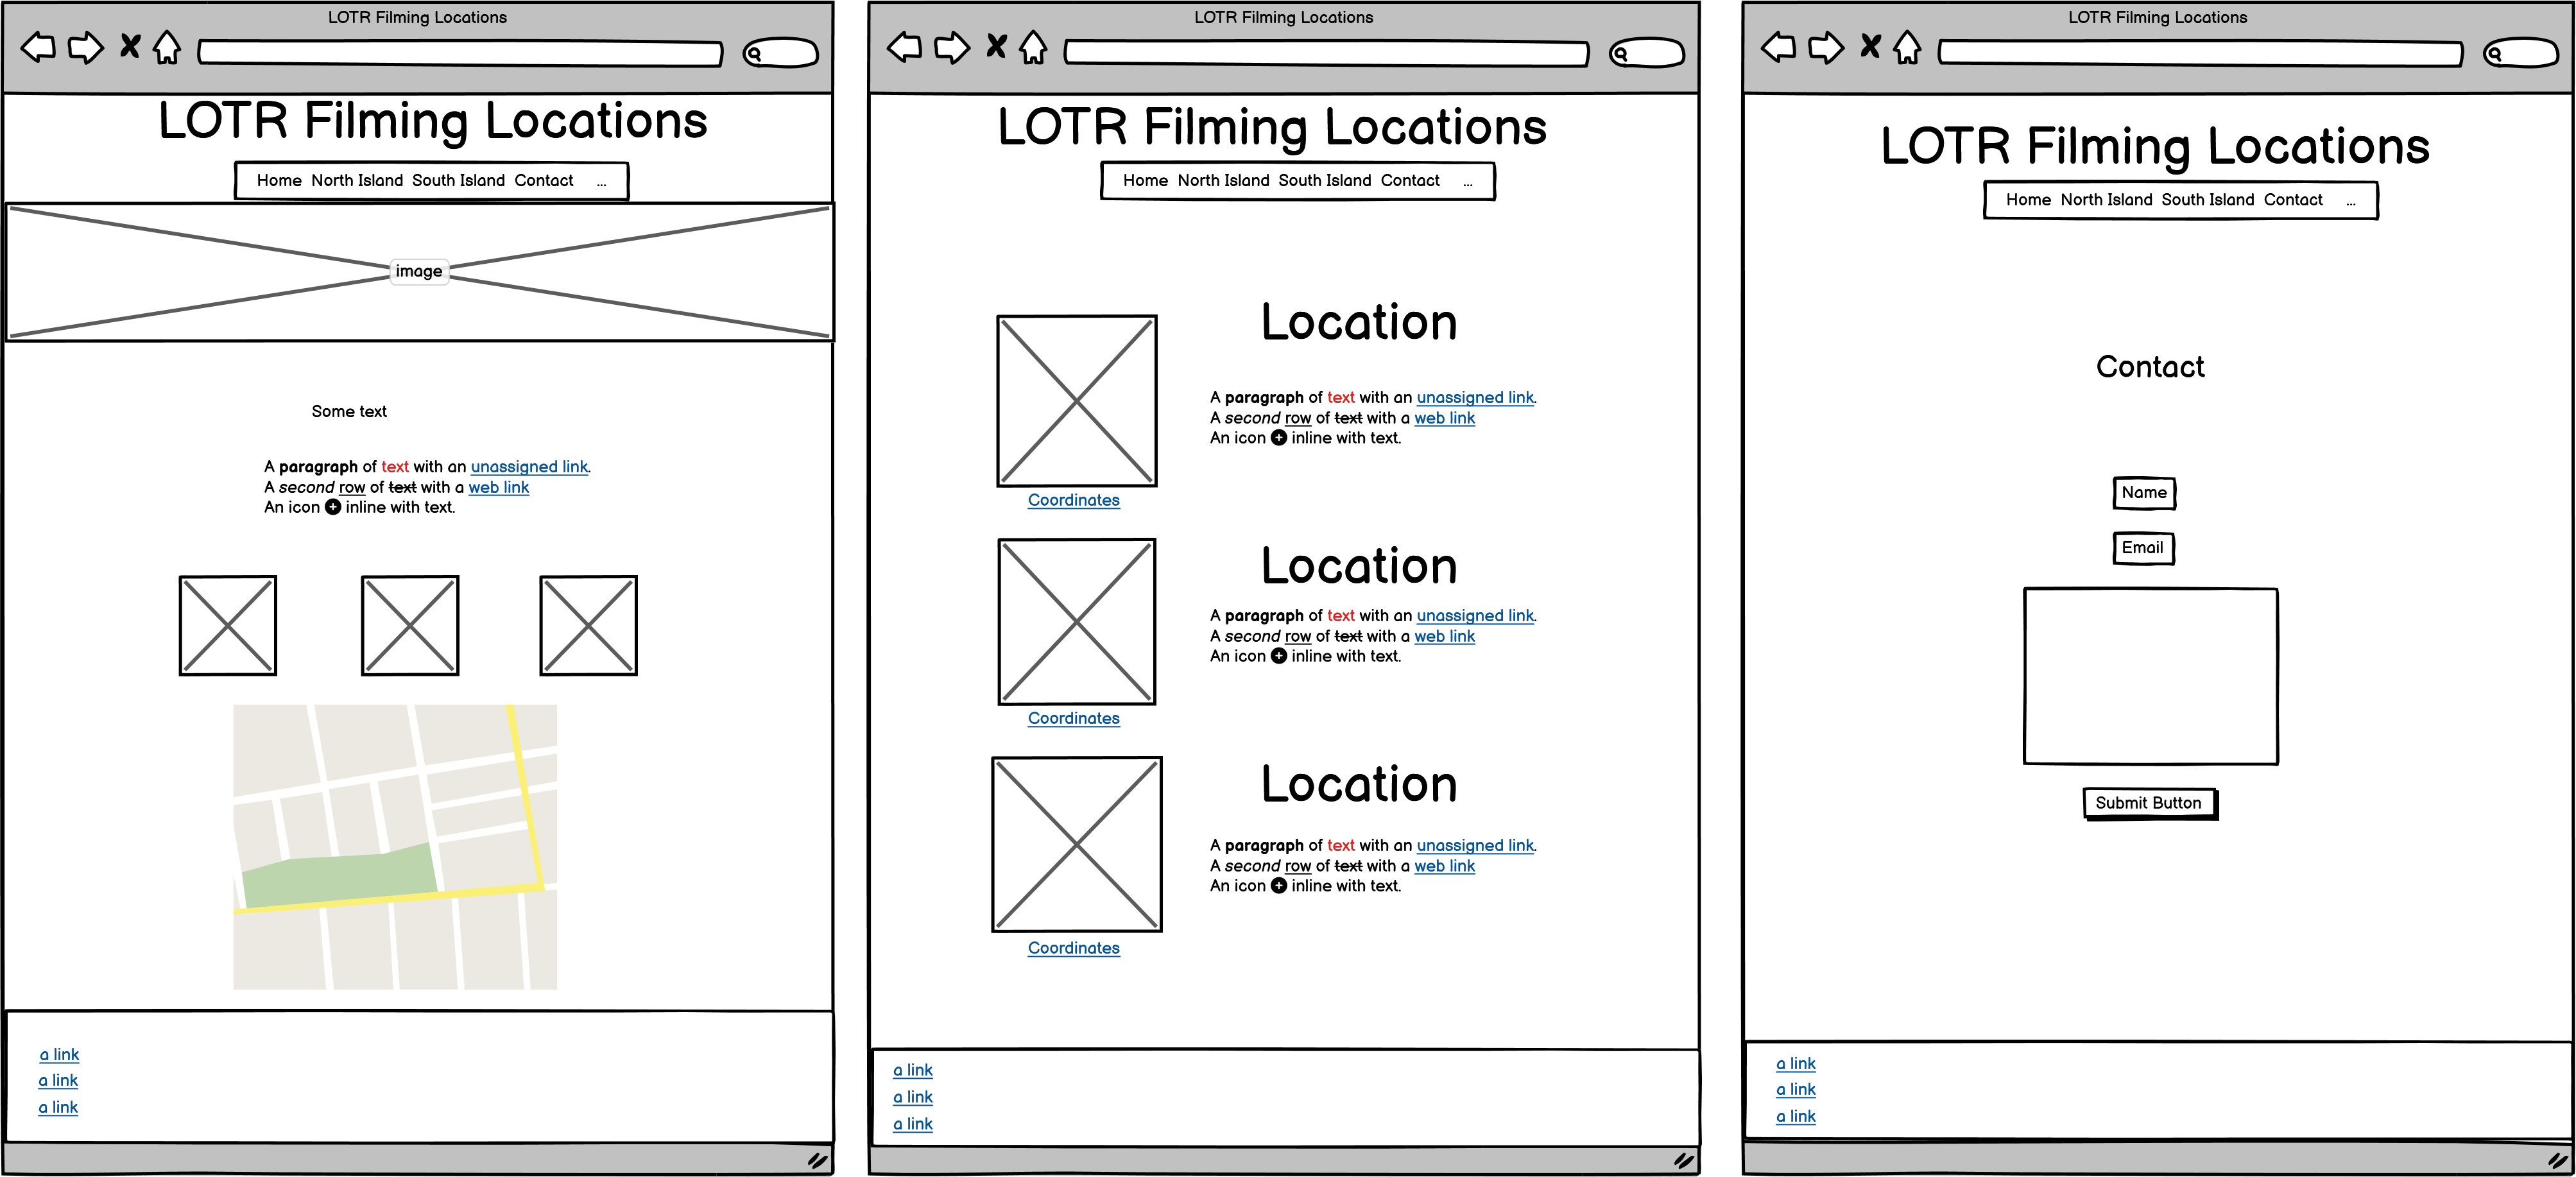 LOTR Filming Locations
LOTR Filming Locations
Home North Island South Island Contact ...
image
Some text
A paragraph of text with an unassigned link.
A second row of text with a web link
An icon inline with text.
a link
a link
a link
LOTR Filming Locations
LOTR Filming Locations
Home North Island South Island Contact ...
Location
A paragraph of text with an unassigned link.
A second row of text with a web link
An icon inline with text.
Coordinates
Location
A paragraph of text with an unassigned link.
A second row of text with a web link
An icon inline with text.
Coordinates
Location
A paragraph of text with an unassigned link.
A second row of text with a web link
An icon inline with text.
Coordinates
a link
a link
a link
LOTR Filming Locations
LOTR Filming Locations
Home North Island South Island Contact ...
Contact
Name
Email
Submit Button
a link
a link
a link